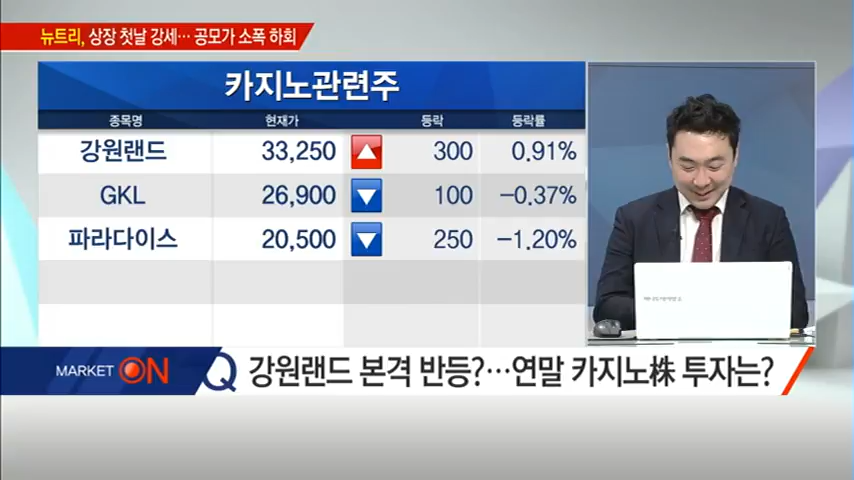 뉴트리, 상장 첫날 강세… 공모가 소폭 하회
카지노관련주
종목명 현재가 등락 등락률
강원랜드 33,250 ▲ 300 0.91%
GKL 26,900 ▼ 100 -0.37%
파라다이스 20,500 ▼ 250 -1.20%
MARKET ON Q 강원랜드 본격 반등?…연말 카지노株 투자는?